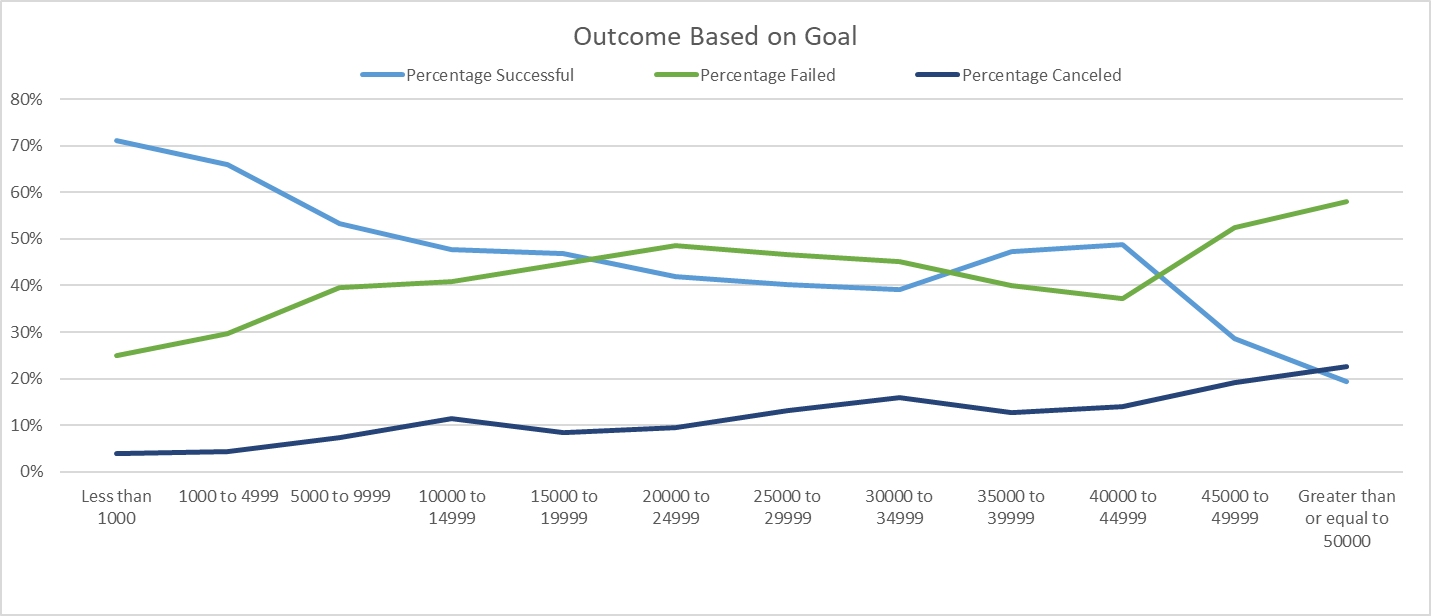 Outcome Based on Goal
Percentage Successful Percentage Failed Percentage Canceled
80%
70%
60%
50%
40%
30%
20%
10%
0%
Less than 1000
1000 to 4999
5000 to 9999
10000 to 14999
15000 to 19999
20000 to 24999
25000 to 29999
30000 to 34999
35000 to 39999
40000 to 44999
45000 to 49999
Greater than or equal to 50000